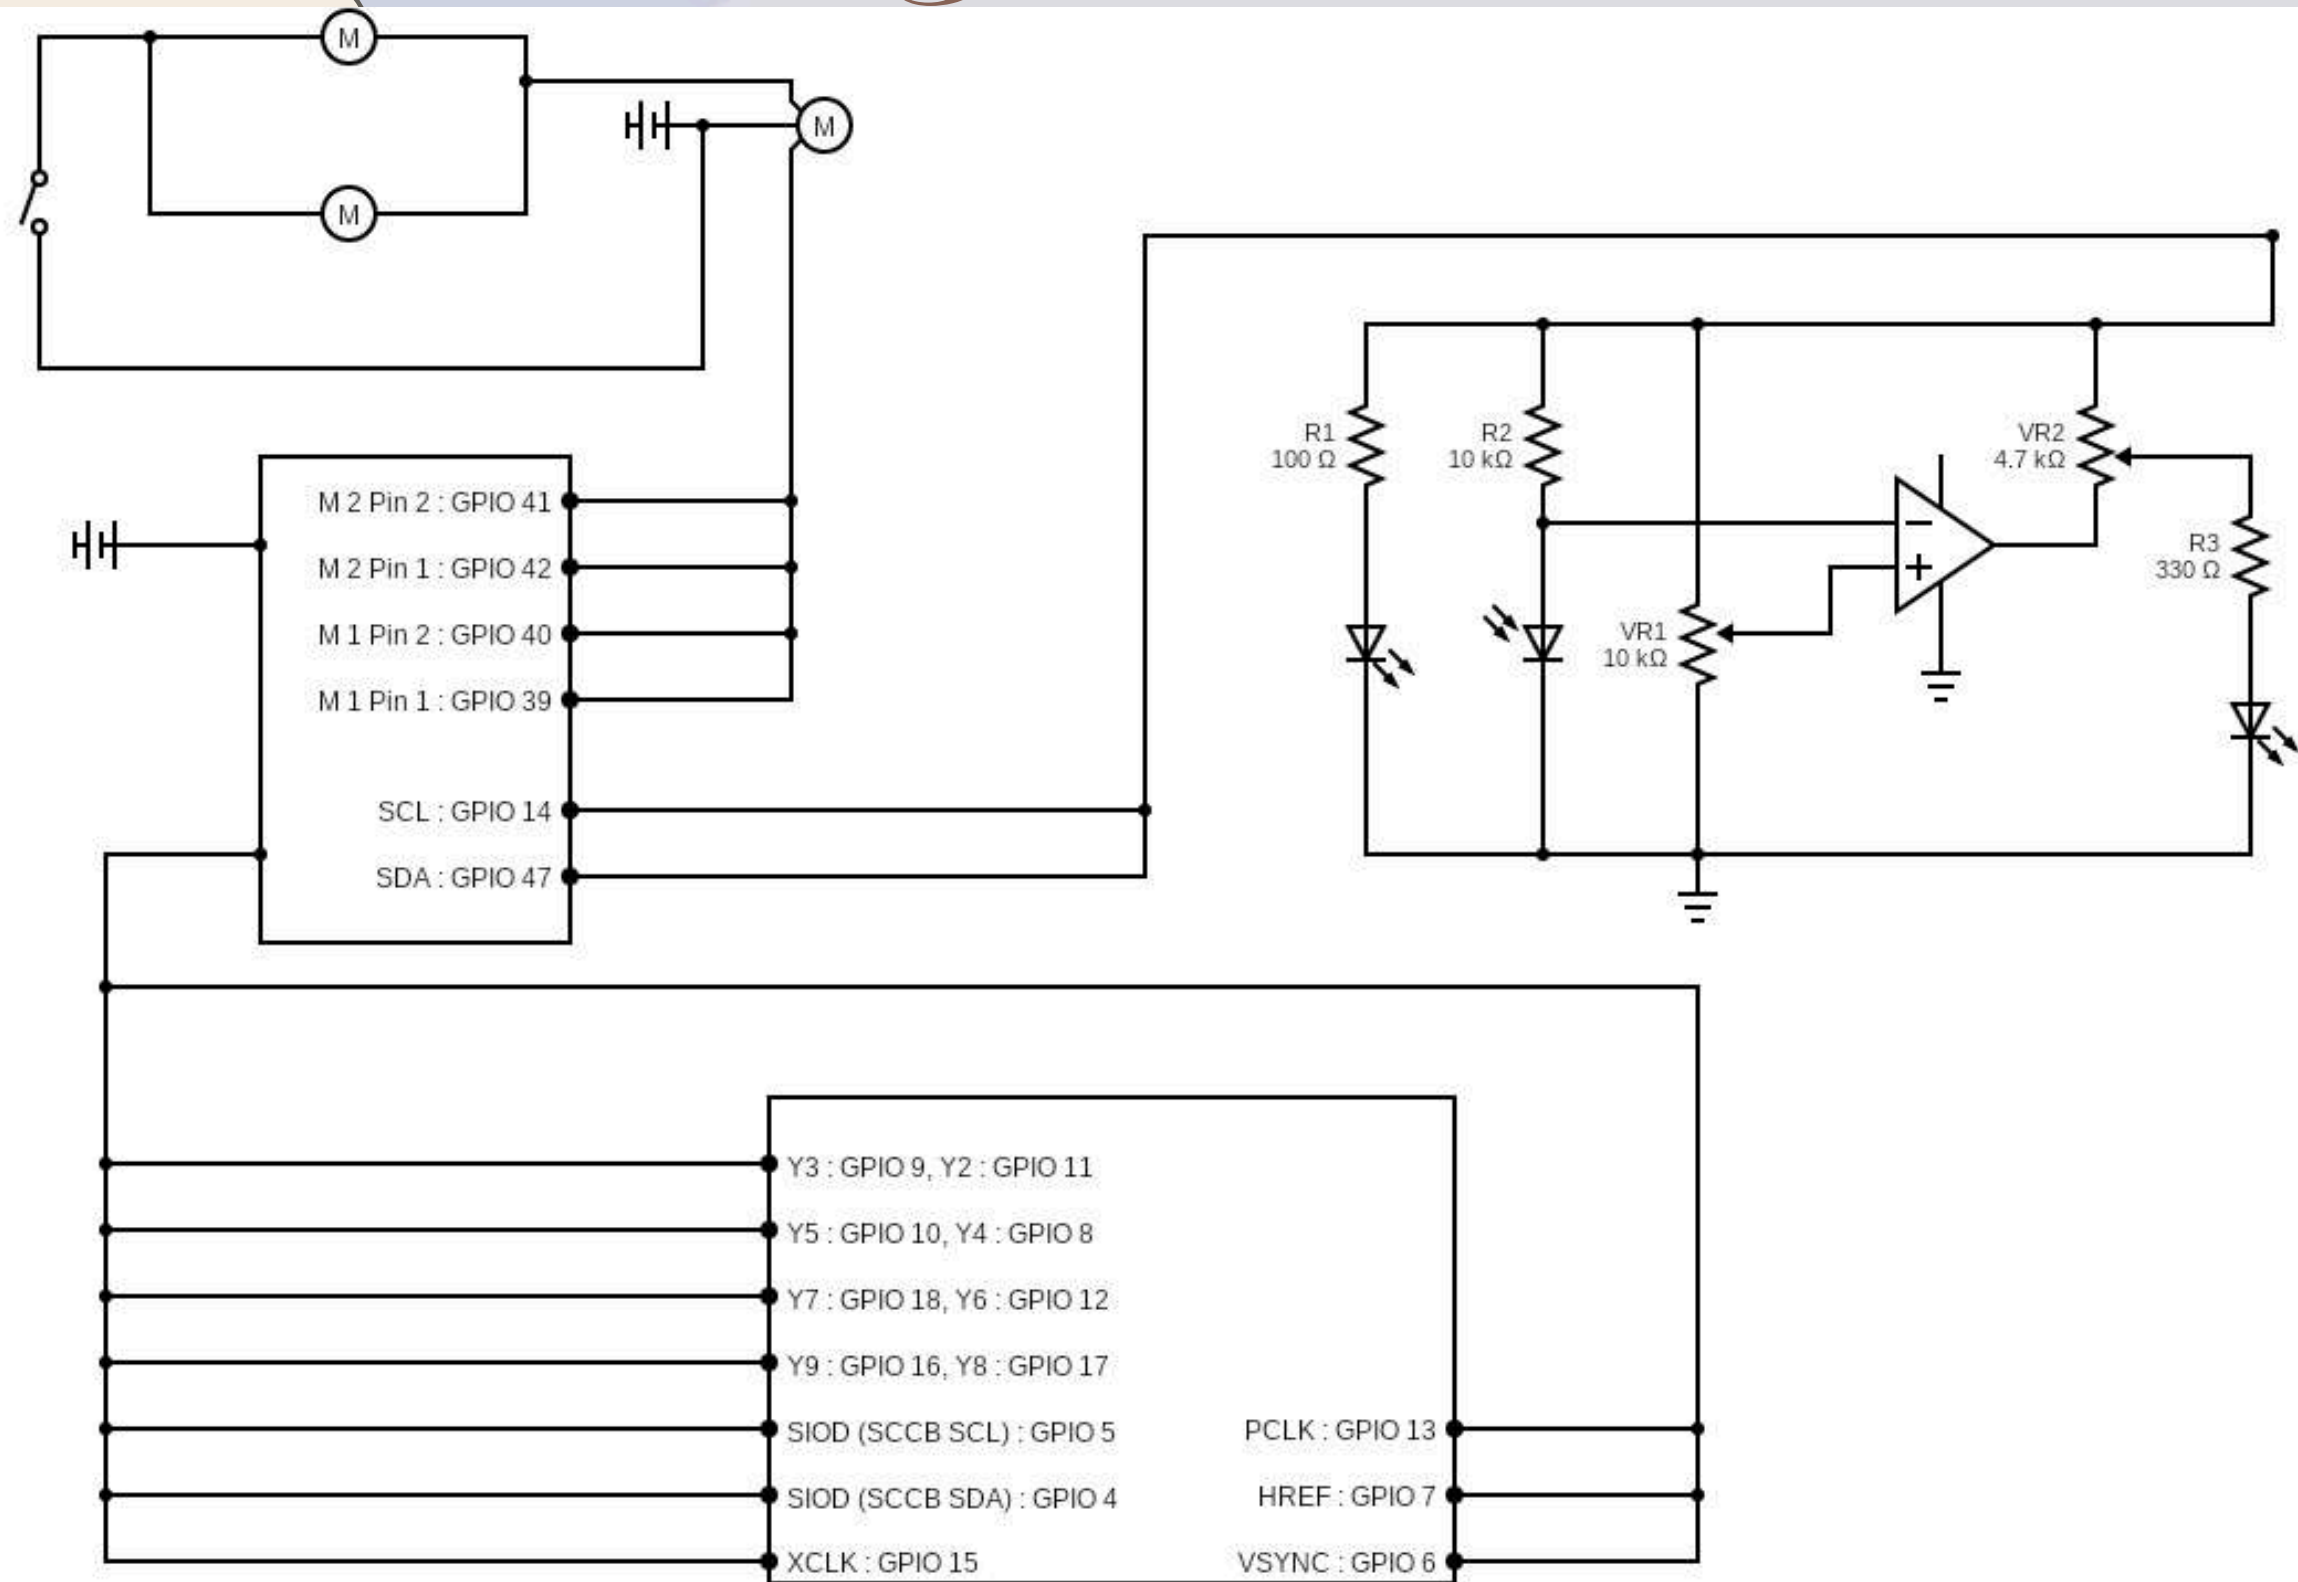 M
M
M
M 2 Pin 2 : GPIO 41
M 2 Pin 1 : GPIO 42
M 1 Pin 2 : GPIO 40
M 1 Pin 1 : GPIO 39
SCL : GPIO 14
SDA : GPIO 47
R1
100 Ω
R2
10 kΩ
VR1
10 kΩ
VR2
4.7 kΩ
R3
330 Ω
Y3 : GPIO 9, Y2 : GPIO 11
Y5 : GPIO 10, Y4 : GPIO 8
Y7 : GPIO 18, Y6 : GPIO 12
Y9 : GPIO 16, Y8 : GPIO 17
SIOD (SCCB SCL) : GPIO 5
SIOD (SCCB SDA) : GPIO 4
XCLK : GPIO 15
PCLK : GPIO 13
HREF : GPIO 7
VSYNC : GPIO 6